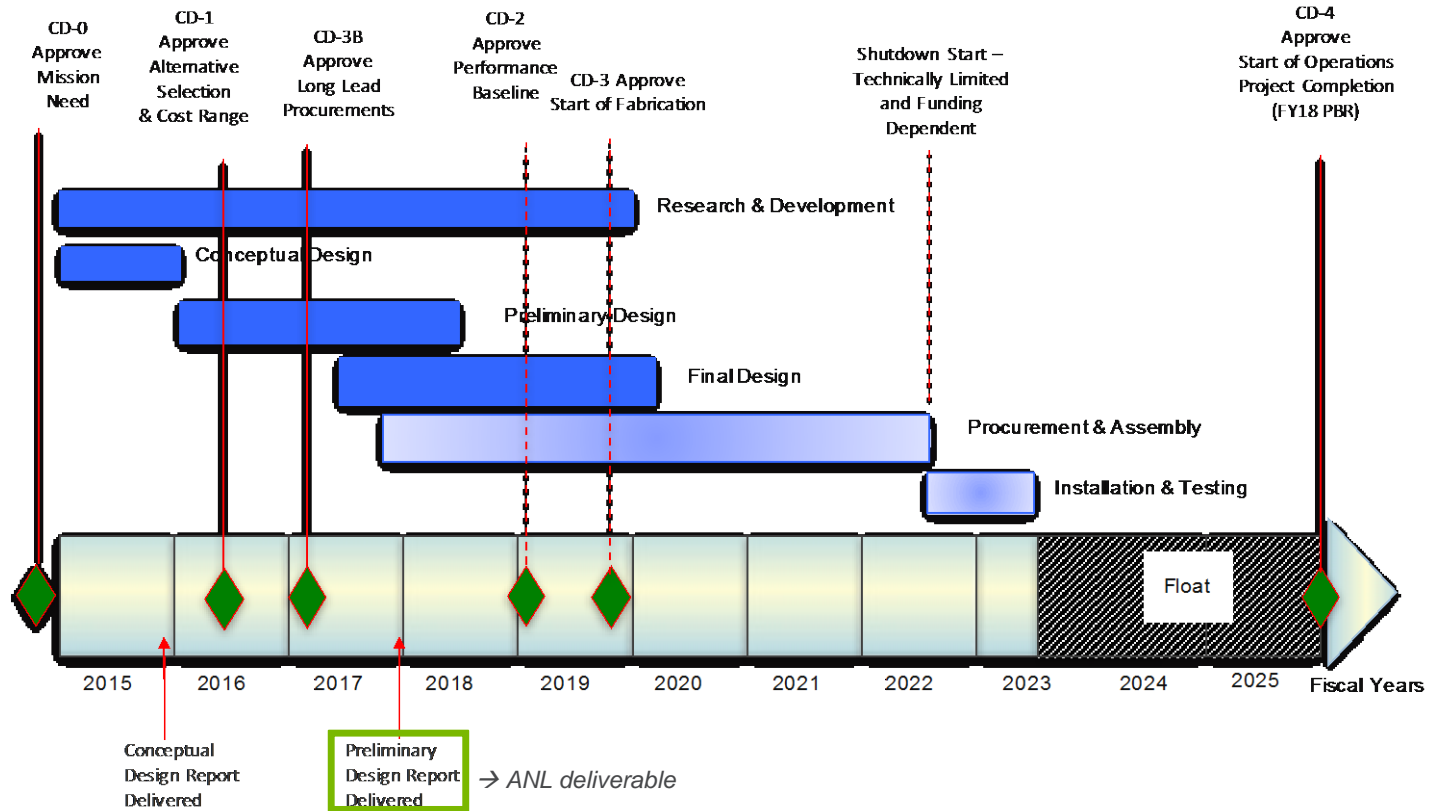 CD-0
Approve
Mission
Need
CD-1
Approve
Alternative
Selection
& Cost Range
CD-3B
Approve
Long Lead
Procurements
CD-2
Approve
Performance
Baseline
CD-3 Approve
Start of Fabrication
Shutdown Start –
Technically Limited
and Funding
Dependent
CD-4
Approve
Start of Operations
Project Completion
(FY18 PBR)
Research & Development
Conceptual Design
Preliminary Design
Final Design
Procurement & Assembly
Installation & Testing
Float
2015 2016 2017 2018 2019 2020 2021 2022 2023 2024 2025 Fiscal Years
Conceptual
Design Report
Delivered
Preliminary
Design Report
Delivered
→ ANL deliverable